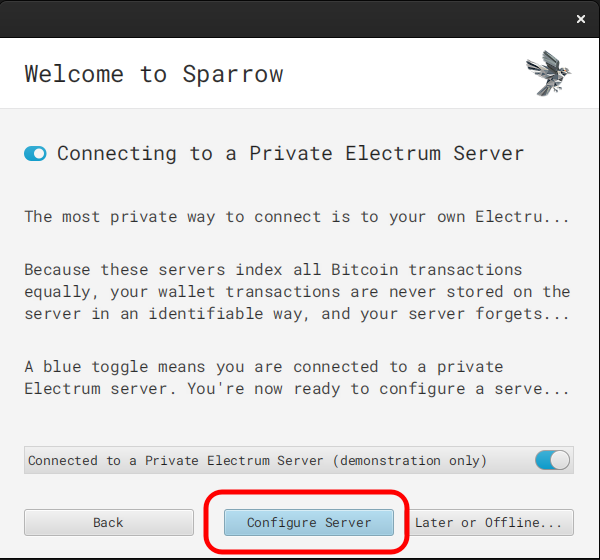 Welcome to Sparrow
Connecting to a Private Electrum Server
The most private way to connect is to your own Electru...
Because these servers index all Bitcoin transactions
equally, your wallet transactions are never stored on the
server in an identifiable way, and your server forgets...
A blue toggle means you are connected to a private
Electrum server. You're now ready to configure a serve...
Connected to a Private Electrum Server (demonstration only)
Back
Configure Server
Later or Offline...